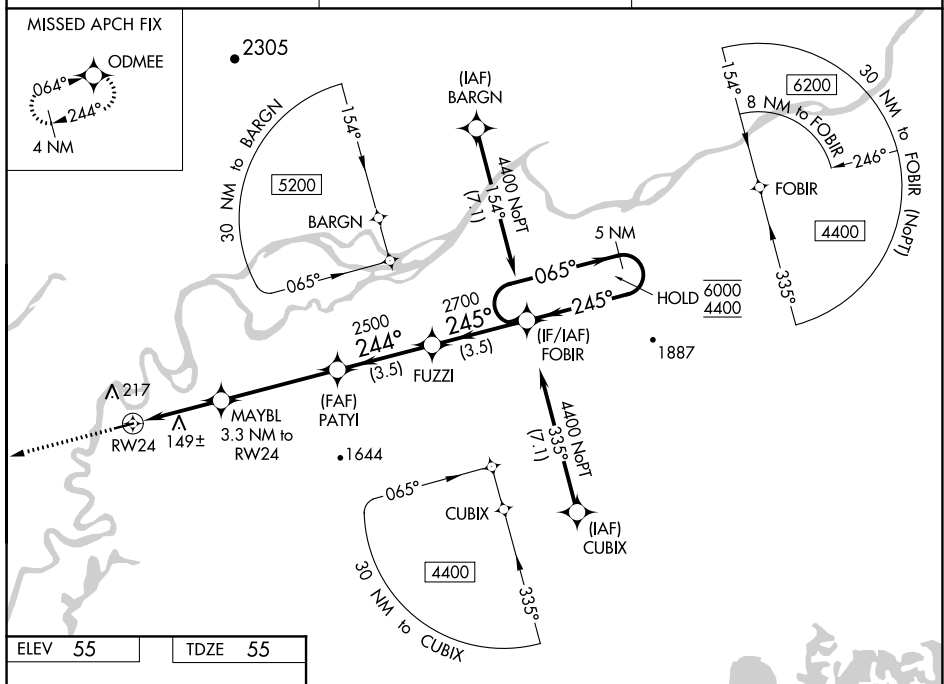 MISSED APCH FIX
ODMEE
064°
244°
4 NM
2305
(IAF)
BARGN
4400 NoPT
154°
(7.1)
30 NM to BARGN
154°
5200
BARGN
065°
154°
6200
30 NM to FOBIR (NoPT)
8 NM to FOBIR
246°
FOBIR
4400
335°
5 NM
065°
245°
HOLD
6000
4400
(IF/IAF)
FOBIR
1887
2700
245°
(3.5)
FUZZI
2500
244°
(3.5)
(FAF)
PATYI
217
MAYBL
3.3 NM to
RW24
RW24
149±
1644
4400 NoPT
335°
(7.1)
(IAF)
CUBIX
065°
CUBIX
4400
335°
30 NM to CUBIX
ELEV 55
TDZE 55